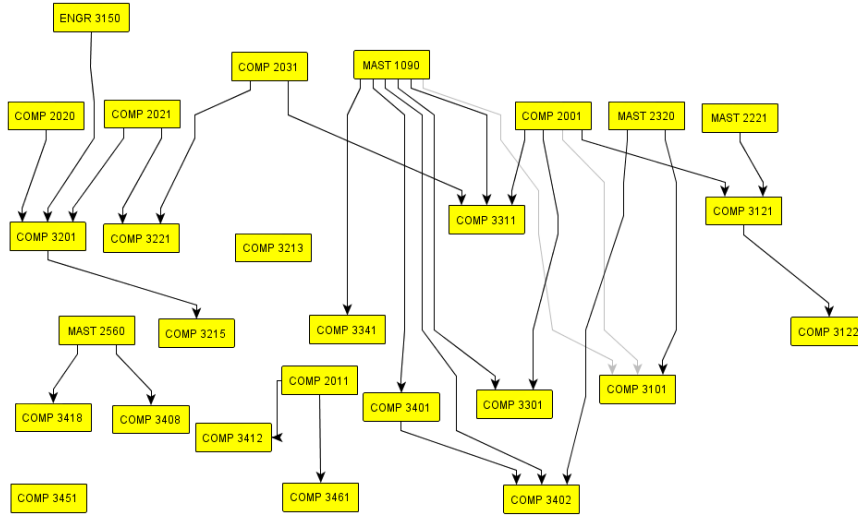 ENGR 3150
COMP 2031
MAST 1090
COMP 2020
COMP 2021
COMP 2001
MAST 2320
MAST 2221
COMP 3201
COMP 3221
COMP 3213
COMP 3311
COMP 3121
MAST 2560
COMP 3215
COMP 3341
COMP 3122
COMP 2011
COMP 3101
COMP 3418
COMP 3408
COMP 3412
COMP 3401
COMP 3301
COMP 3451
COMP 3461
COMP 3402